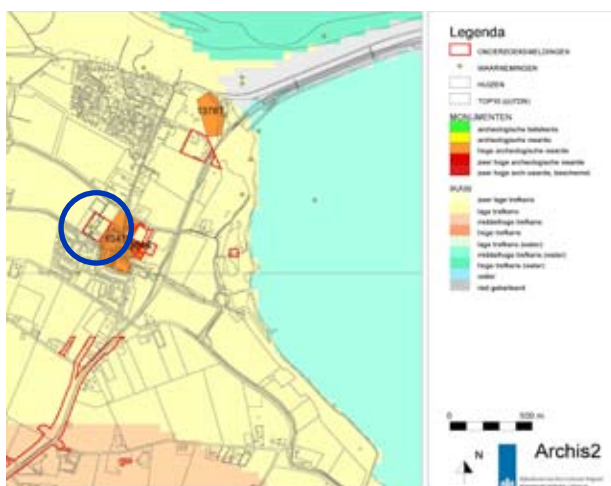 Legenda
ONDERZOEKSMELDINGEN
WAARNEMINGEN
HUIZEN
TOP10 (©TDN)
MONUMENTEN
archeologische betekenis
archeologische waarde
hoge archeologische waarde
zeer hoge archeologische waarde
zeer hoge arch waarde, beschermd
IKAW
zeer lage trefkans
lage trefkans
middelhoge trefkans
hoge trefkans
lage trefkans (water)
middelhoge trefkans (water)
hoge trefkans (water)
water
niet gekarteerd
0 500 m
N
Archis2